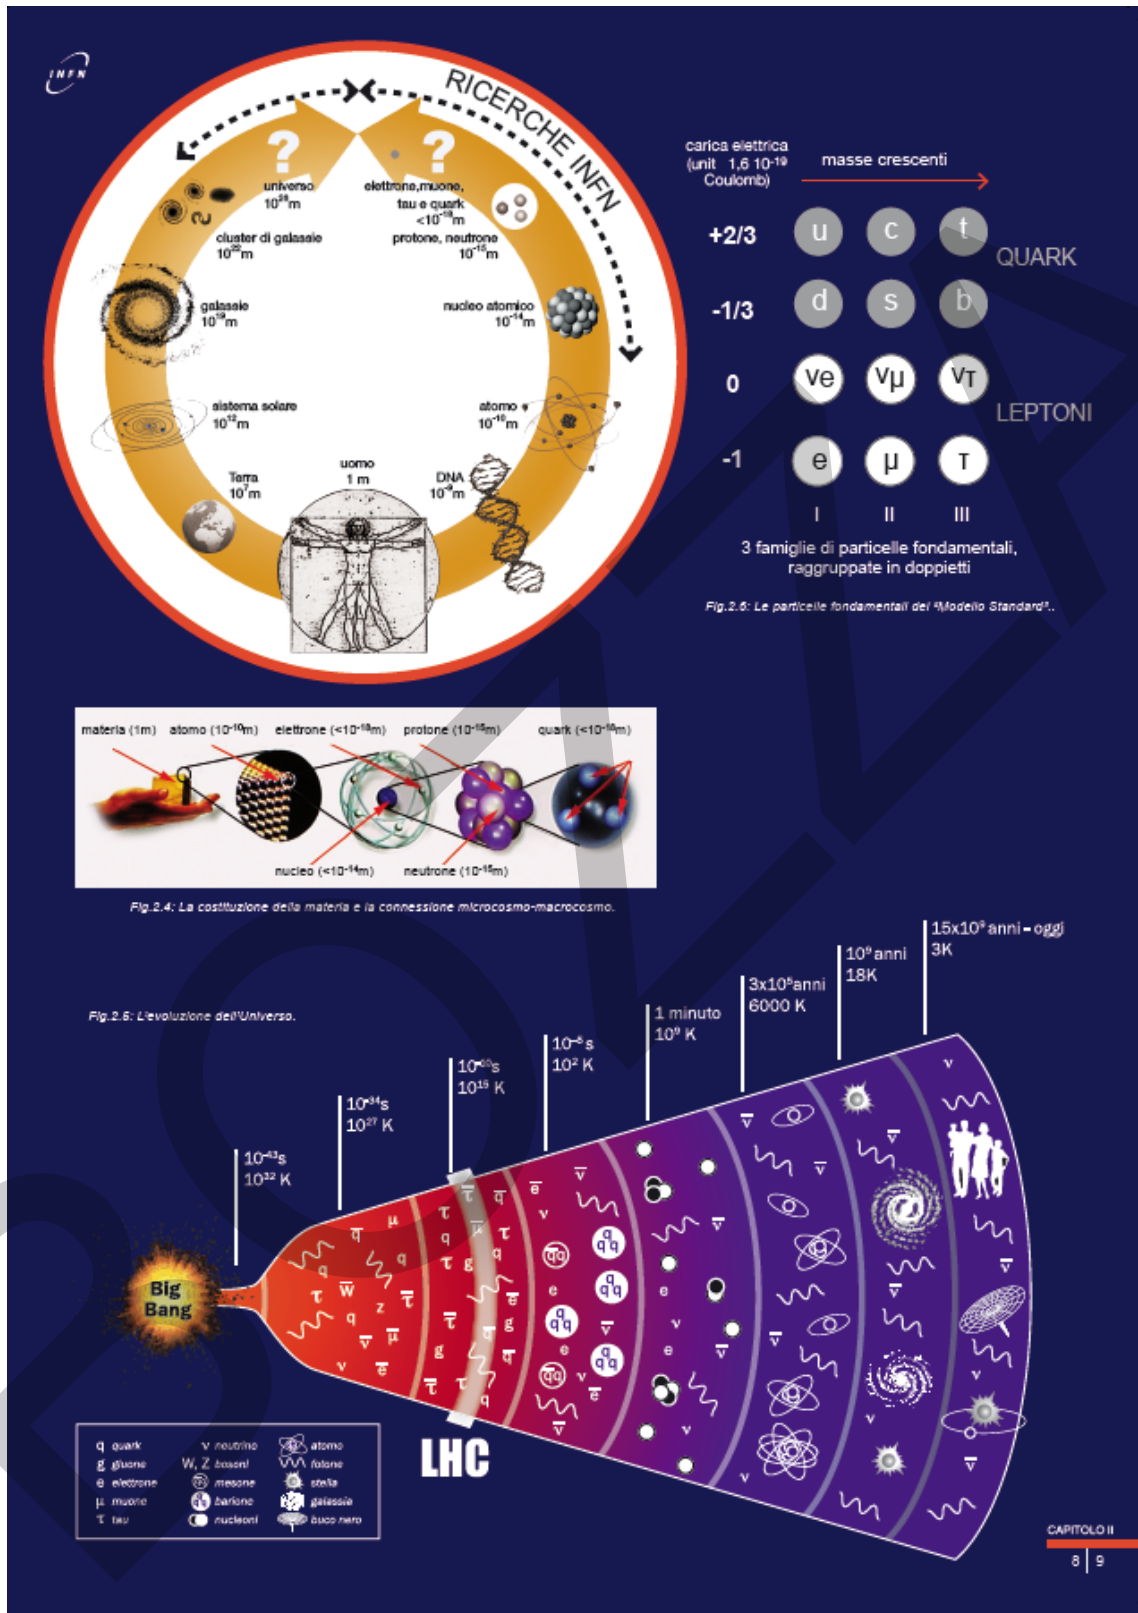 INFN
RICERCHE INFN
?
?
universo
10²⁶m
elettrone,muone,
tau e quark
<10⁻¹⁸m
cluster di galassie
10²²m
protone, neutrone
10⁻¹⁵m
galassie
10¹⁹m
nucleo atomico
10⁻¹⁴m
sistema solare
10¹²m
atomo
10⁻¹⁰m
Terra
10⁷m
uomo
1 m
DNA
10⁻⁹m
carica elettrica
(unit 1,6 10⁻¹⁹
Coulomb)
masse crescenti
+2/3 u c t
QUARK
-1/3 d s b
0 νe νμ ντ
LEPTONI
-1 e μ τ
I II III
3 famiglie di particelle fondamentali,
raggruppate in doppietti
Fig.2.6: Le particelle fondamentali del "Modello Standard"..
materia (1m) atomo (10⁻¹⁰m) elettrone (<10⁻¹⁸m) protone (10⁻¹⁵m) quark (<10⁻¹⁸m)
nucleo (<10⁻¹⁴m) neutrone (10⁻¹⁵m)
Fig.2.4: La costituzione della materia e la connessione microcosmo-macrocosmo.
Fig.2.5: L'evoluzione dell'Universo.
10⁻⁴³s
10³² K
10⁻³⁴s
10²⁷ K
10⁻¹⁰s
10¹⁵ K
10⁻⁵s
10² K
1 minuto
10⁹ K
3x10⁵anni
6000 K
10⁹ anni
18K
15x10⁹ anni - oggi
3K
Big
Bang
LHC
q quark ν neutrino atomo
g gluone W, Z bosoni fotone
e elettrone mesone stella
μ muone barione galassia
τ tau nucleoni buco nero
CAPITOLO II
8 | 9
BOZZA